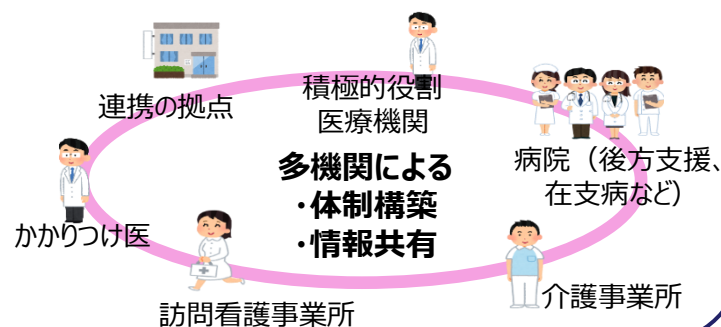 連携の拠点
積極的役割
医療機関
病院（後方支援、
在支病など）
多機関による
・体制構築
・情報共有
かかりつけ医
訪問看護事業所
介護事業所